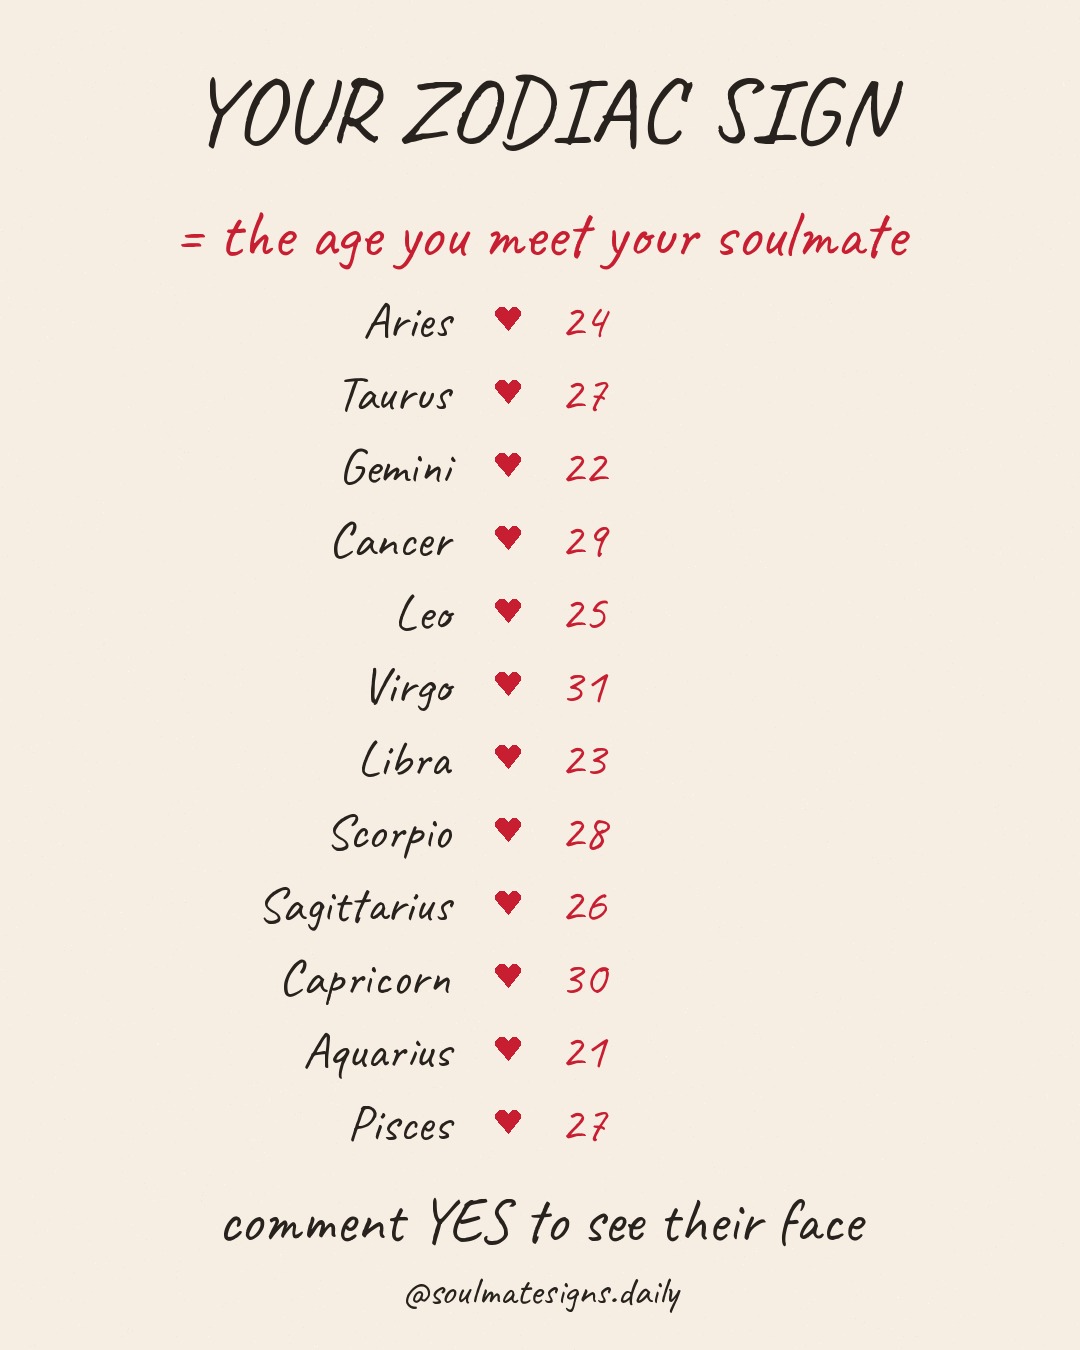 YOUR ZODIAC SIGN
= the age you meet your soulmate
Aries ♥ 24
Taurus ♥ 27
Gemini ♥ 22
Cancer ♥ 29
Leo ♥ 25
Virgo ♥ 31
Libra ♥ 23
Scorpio ♥ 28
Sagittarius ♥ 26
Capricorn ♥ 30
Aquarius ♥ 21
Pisces ♥ 27
comment YES to see their face
@soulmatesigns.daily